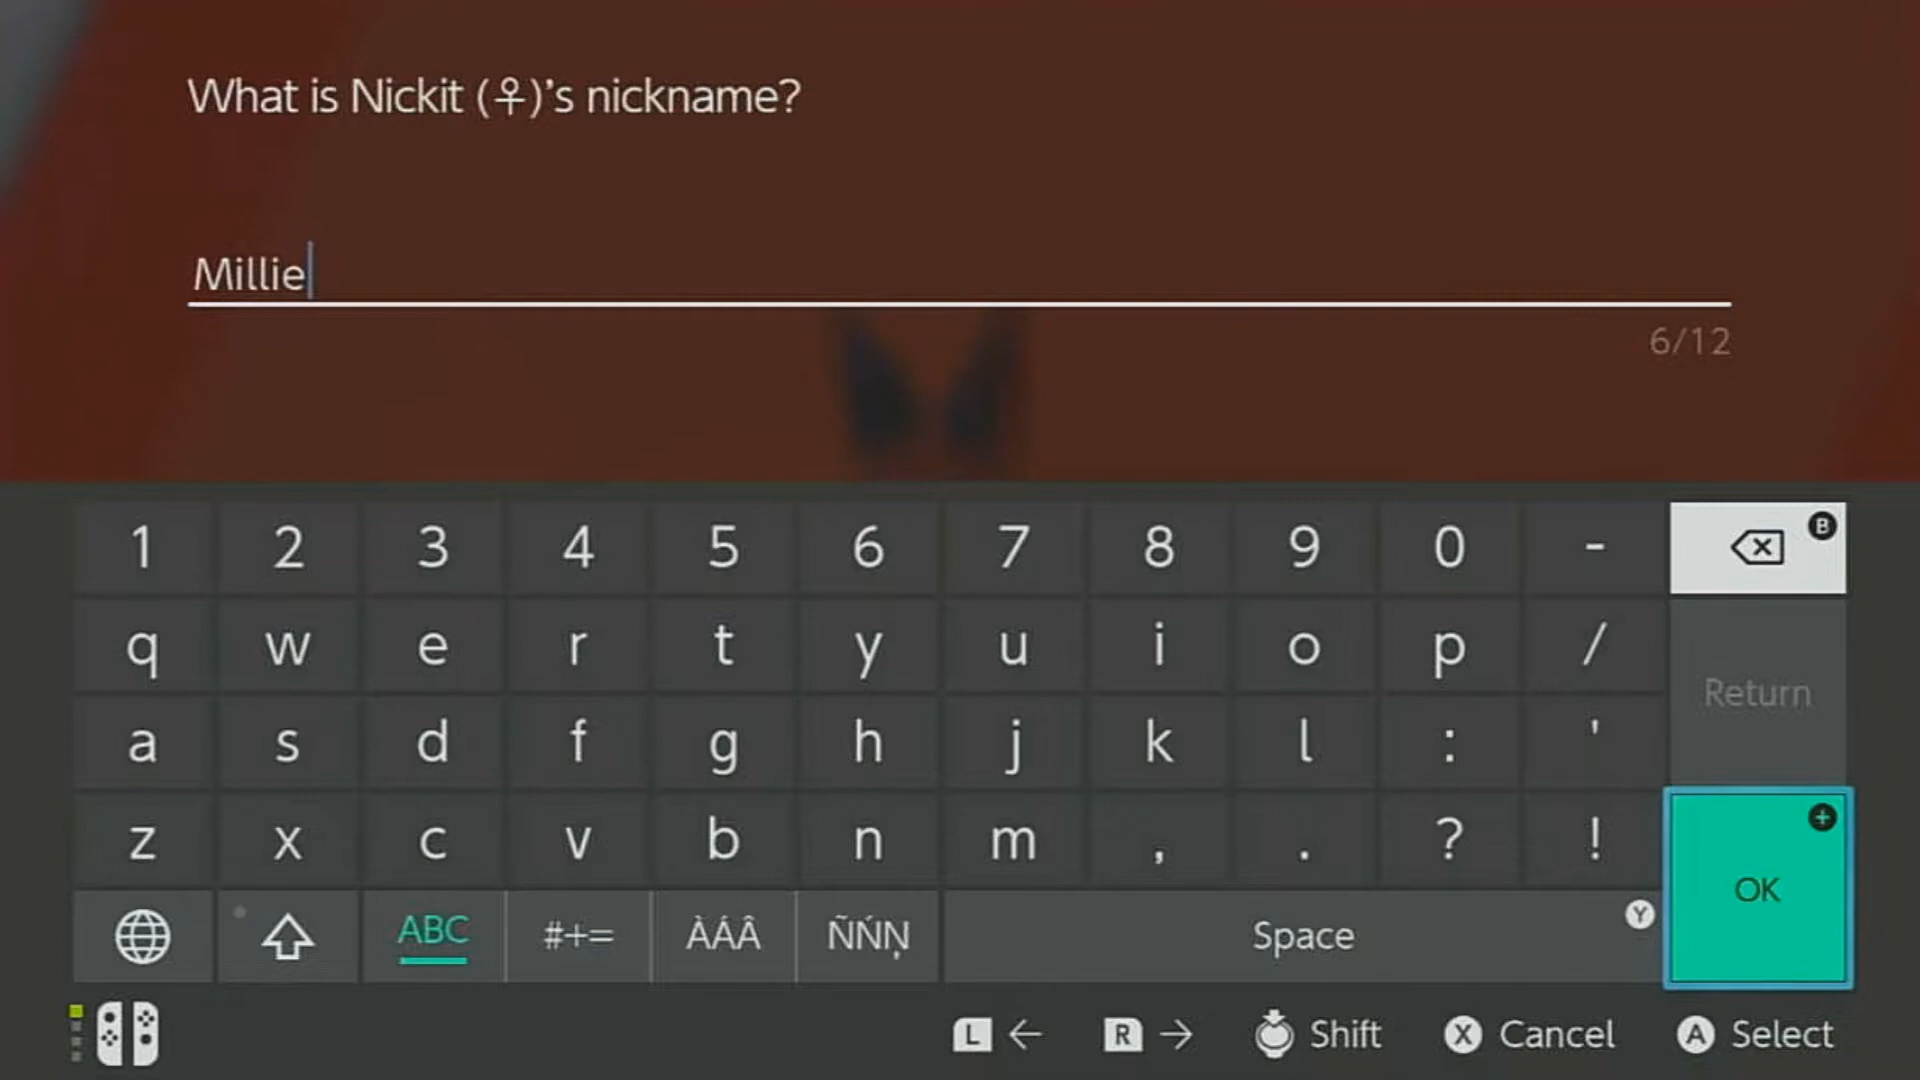 What is Nickit (♀)'s nickname?
Millie
6/12
1 2 3 4 5 6 7 8 9 0 - B
q w e r t y u i o p /
Return
a s d f g h j k l : '
z x c v b n m , . ? ! +
OK
ABC #+= ÀÁÂ ÑŃŅ Space Y
L ← R → Shift X Cancel A Select